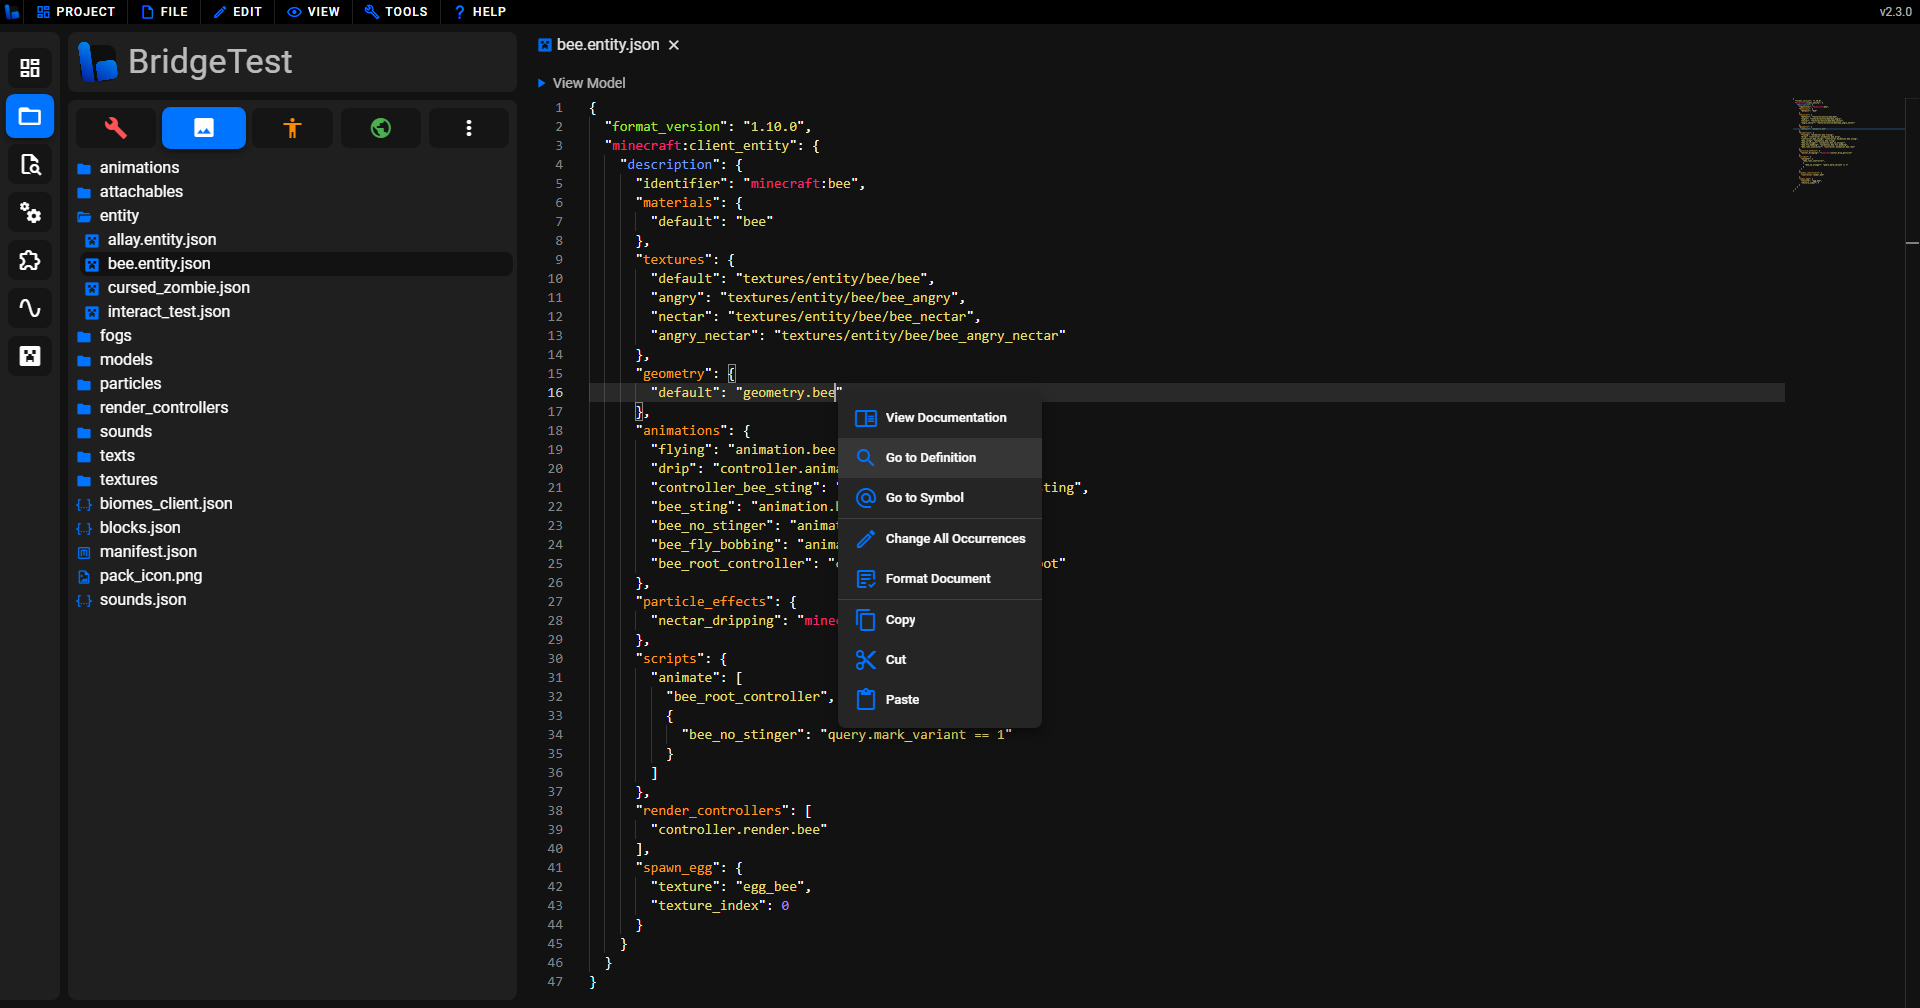 PROJECT FILE EDIT VIEW TOOLS ? HELP v2.3.0
BridgeTest
animations
attachables
entity
allay.entity.json
bee.entity.json
cursed_zombie.json
interact_test.json
fogs
models
particles
render_controllers
sounds
texts
textures
biomes_client.json
blocks.json
manifest.json
pack_icon.png
sounds.json
bee.entity.json
View Model
1 {
2 "format_version": "1.10.0",
3 "minecraft:client_entity": {
4 "description": {
5 "identifier": "minecraft:bee",
6 "materials": {
7 "default": "bee"
8 },
9 "textures": {
10 "default": "textures/entity/bee/bee",
11 "angry": "textures/entity/bee/bee_angry",
12 "nectar": "textures/entity/bee/bee_nectar",
13 "angry_nectar": "textures/entity/bee/bee_angry_nectar"
14 },
15 "geometry": {
16 "default": "geometry.bee"
17 },
18 "animations": {
19 "flying": "animation.bee
20 "drip": "controller.anima
21 "controller_bee_sting": " ting",
22 "bee_sting": "animation.
23 "bee_no_stinger": "animat
24 "bee_fly_bobbing": "anima
25 "bee_root_controller": "c ot"
26 },
27 "particle_effects": {
28 "nectar_dripping": "minec
29 },
30 "scripts": {
31 "animate": [
32 "bee_root_controller",
33 {
34 "bee_no_stinger": "query.mark_variant == 1"
35 }
36 ]
37 },
38 "render_controllers": [
39 "controller.render.bee"
40 ],
41 "spawn_egg": {
42 "texture": "egg_bee",
43 "texture_index": 0
44 }
45 }
46 }
47 }
View Documentation
Go to Definition
Go to Symbol
Change All Occurrences
Format Document
Copy
Cut
Paste